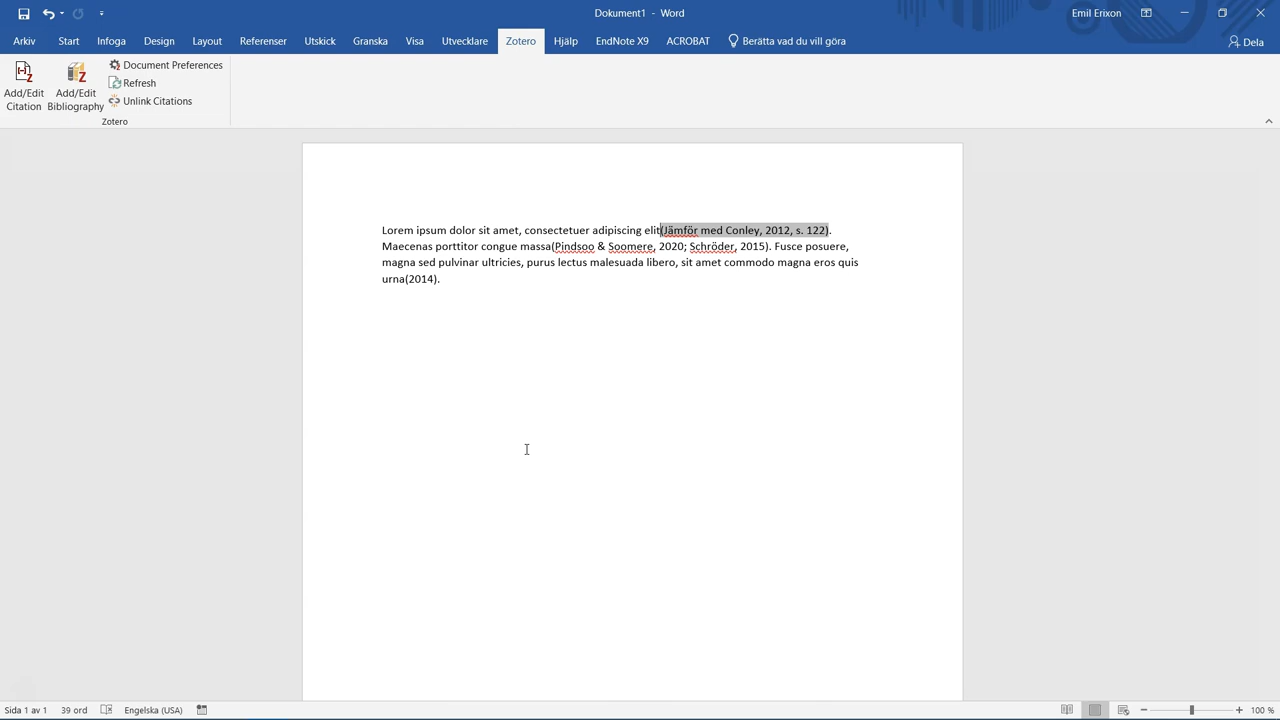 Dokument1 - Word
Emil Erixon
Arkiv Start Infoga Design Layout Referenser Utskick Granska Visa Utvecklare Zotero Hjälp EndNote X9 ACROBAT Berätta vad du vill göra Dela
Add/Edit Citation
Add/Edit Bibliography
Document Preferences
Refresh
Unlink Citations
Zotero
Lorem ipsum dolor sit amet, consectetuer adipiscing elit(Jämför med Conley, 2012, s. 122).
Maecenas porttitor congue massa(Pindsoo & Soomere, 2020; Schröder, 2015). Fusce posuere,
magna sed pulvinar ultricies, purus lectus malesuada libero, sit amet commodo magna eros quis
urna(2014).
Sida 1 av 1 39 ord Engelska (USA) 100 %